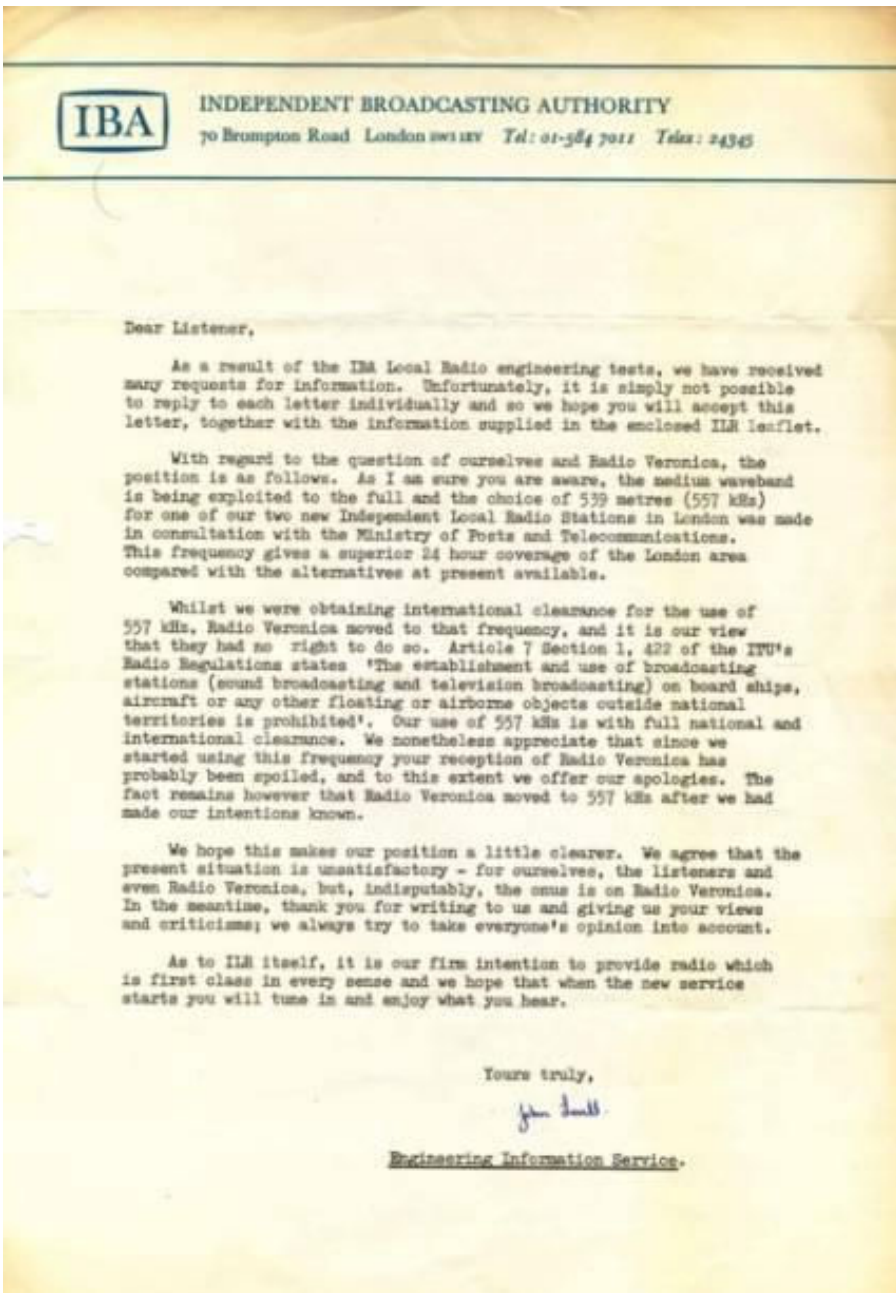 IBA
INDEPENDENT BROADCASTING AUTHORITY
70 Brompton Road London SW3 1EY Tel: 01-584 7011 Telex: 24345
Dear Listener,
As a result of the IBA Local Radio engineering tests, we have received
many requests for information. Unfortunately, it is simply not possible
to reply to each letter individually and so we hope you will accept this
letter, together with the information supplied in the enclosed ILR leaflet.
With regard to the question of ourselves and Radio Veronica, the
position is as follows. As I am sure you are aware, the medium waveband
is being exploited to the full and the choice of 539 metres (557 kHz)
for one of our two new Independent Local Radio Stations in London was made
in consultation with the Ministry of Posts and Telecommunications.
This frequency gives a superior 24 hour coverage of the London area
compared with the alternatives at present available.
Whilst we were obtaining international clearance for the use of
557 kHz, Radio Veronica moved to that frequency, and it is our view
that they had no right to do so. Article 7 Section 1, 422 of the ITU's
Radio Regulations states 'The establishment and use of broadcasting
stations (sound broadcasting and television broadcasting) on board ships,
aircraft or any other floating or airborne objects outside national
territories is prohibited'. Our use of 557 kHz is with full national and
international clearance. We nonetheless appreciate that since we
started using this frequency your reception of Radio Veronica has
probably been spoiled, and to this extent we offer our apologies. The
fact remains however that Radio Veronica moved to 557 kHz after we had
made our intentions known.
We hope this makes our position a little clearer. We agree that the
present situation is unsatisfactory - for ourselves, the listeners and
even Radio Veronica, but, indisputably, the onus is on Radio Veronica.
In the meantime, thank you for writing to us and giving us your views
and criticisms; we always try to take everyone's opinion into account.
As to ILR itself, it is our firm intention to provide radio which
is first class in every sense and we hope that when the new service
starts you will tune in and enjoy what you hear.
Yours truly,
John
Engineering Information Service.